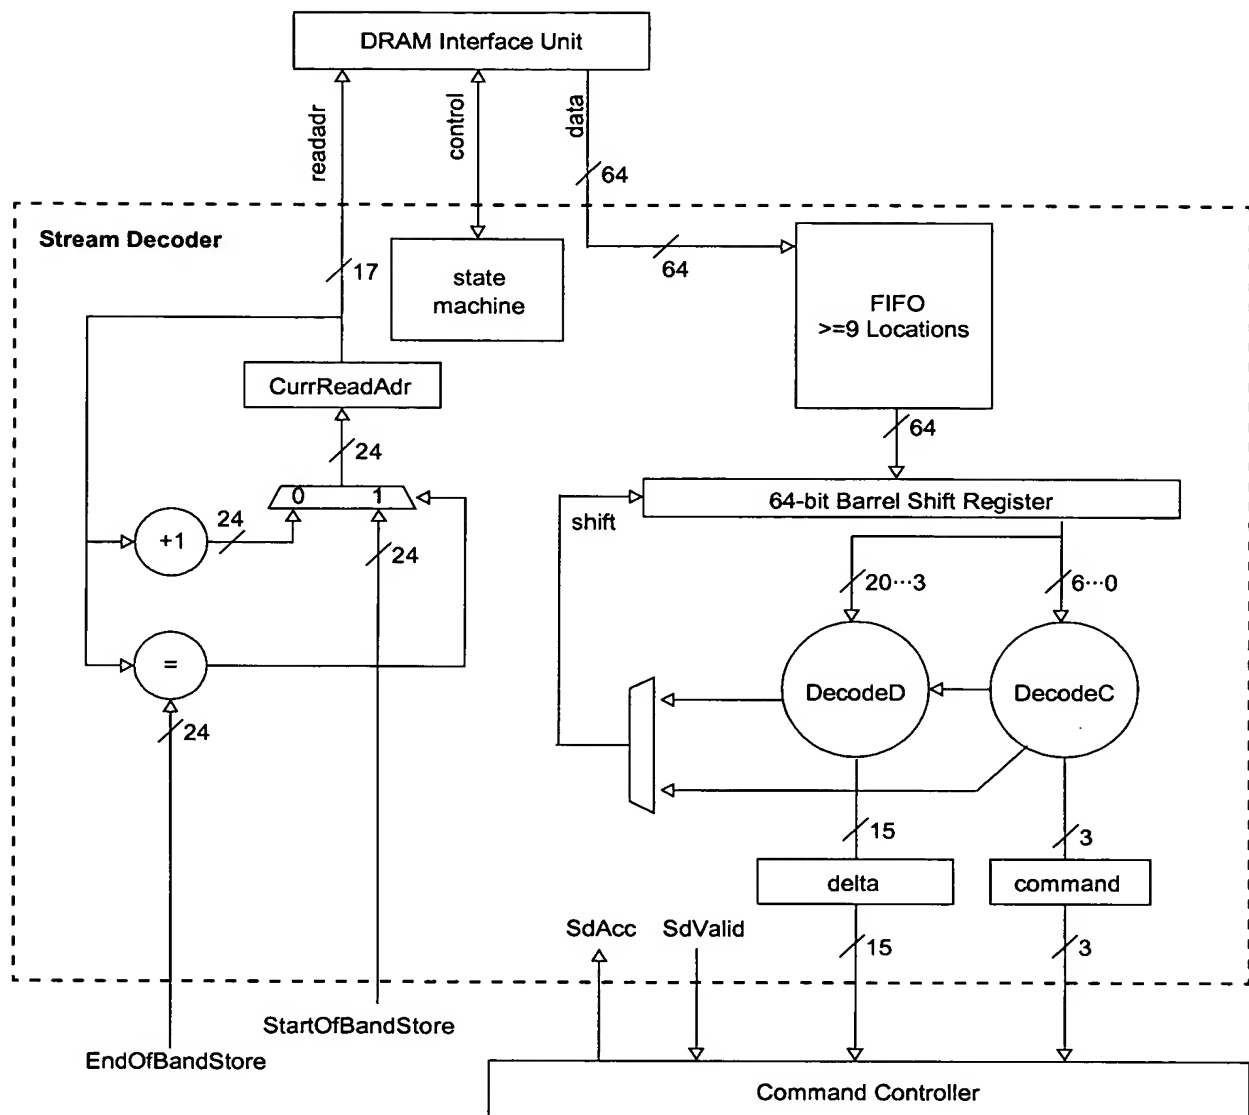 DRAM Interface Unit
readadr
control
data
64
Stream Decoder
17
state
machine
64
FIFO
>=9 Locations
CurrReadAdr
64
24
0 1
64-bit Barrel Shift Register
shift
+1
24
24
20···3
6···0
=
DecodeD
DecodeC
24
15
3
delta
command
SdAcc
SdValid
15
3
StartOfBandStore
EndOfBandStore
Command Controller